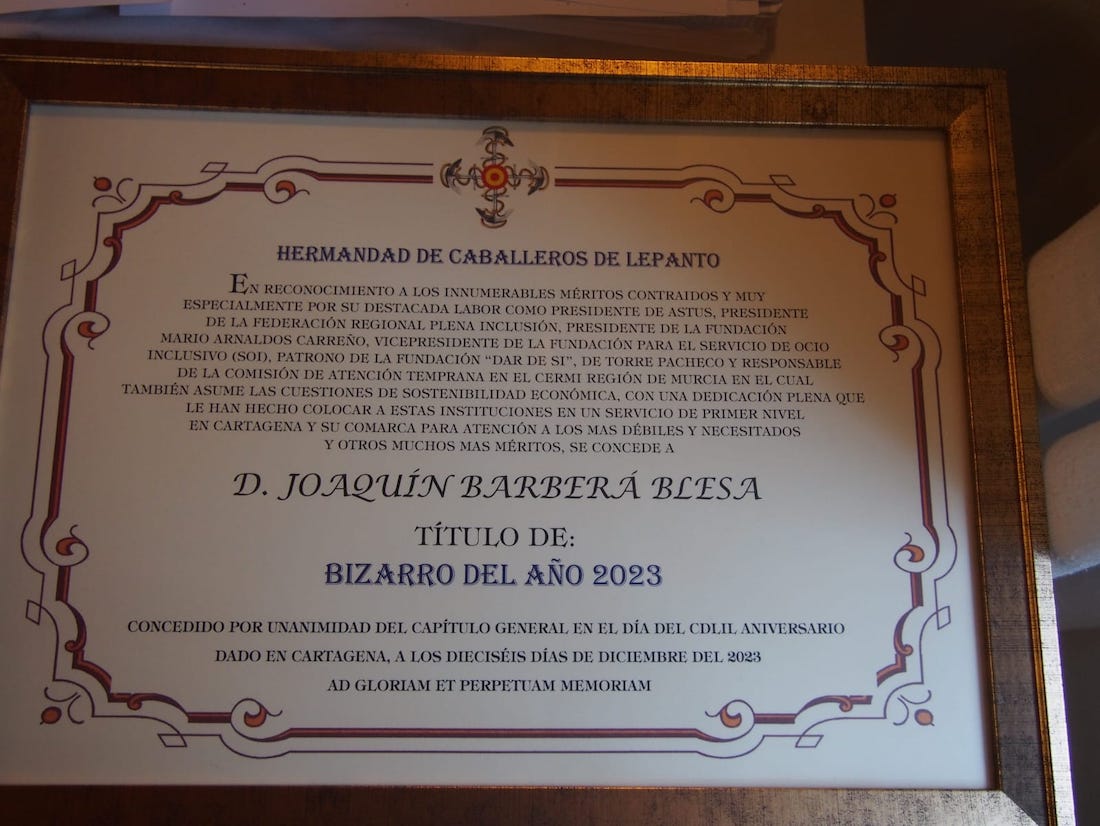 HERMANDAD DE CABALLEROS DE LEPANTO
EN RECONOCIMIENTO A LOS INNUMERABLES MÉRITOS CONTRAIDOS Y MUY
ESPECIALMENTE POR SU DESTACADA LABOR COMO PRESIDENTE DE ASTUS, PRESIDENTE
DE LA FEDERACIÓN REGIONAL PLENA INCLUSIÓN, PRESIDENTE DE LA FUNDACIÓN
MARIO ARNALDOS CARREÑO, VICEPRESIDENTE DE LA FUNDACIÓN PARA EL SERVICIO DE OCIO
INCLUSIVO (SOI), PATRONO DE LA FUNDACIÓN “DAR DE SI”, DE TORRE PACHECO Y RESPONSABLE
DE LA COMISIÓN DE ATENCIÓN TEMPRANA EN EL CERMI REGIÓN DE MURCIA EN EL CUAL
TAMBIÉN ASUME LAS CUESTIONES DE SOSTENIBILIDAD ECONÓMICA, CON UNA DEDICACIÓN PLENA QUE
LE HAN HECHO COLOCAR A ESTAS INSTITUCIONES EN UN SERVICIO DE PRIMER NIVEL
EN CARTAGENA Y SU COMARCA PARA ATENCIÓN A LOS MAS DÉBILES Y NECESITADOS
Y OTROS MUCHOS MAS MÉRITOS, SE CONCEDE A
D. JOAQUÍN BARBERÁ BLESA
TÍTULO DE:
BIZARRO DEL AÑO 2023
CONCEDIDO POR UNANIMIDAD DEL CAPÍTULO GENERAL EN EL DÍA DEL CDLIL ANIVERSARIO
DADO EN CARTAGENA, A LOS DIECISÉIS DÍAS DE DICIEMBRE DEL 2023
AD GLORIAM ET PERPETUAM MEMORIAM